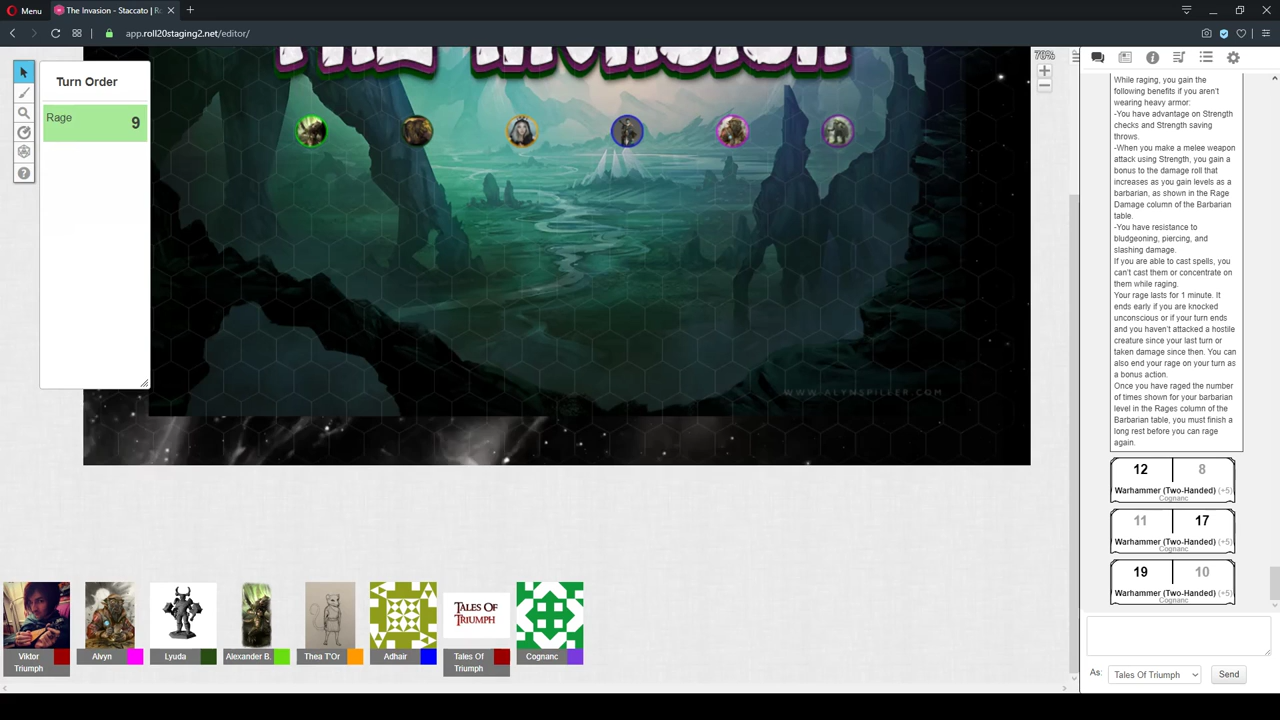 Menu
The Invasion - Staccato | R
app.roll20staging2.net/editor/
Turn Order
Rage 9
THE INVASION
70%
WWW.ALYNSPILLER.COM
Viktor
Triumph
Alvyn
Lyuda
Alexander B.
Thea T'Or
Adhair
TALES OF
TRIUMPH
Tales Of
Triumph
Cognanc
While raging, you gain the
following benefits if you aren't
wearing heavy armor:
-You have advantage on Strength
checks and Strength saving
throws.
-When you make a melee weapon
attack using Strength, you gain a
bonus to the damage roll that
increases as you gain levels as a
barbarian, as shown in the Rage
Damage column of the Barbarian
table.
-You have resistance to
bludgeoning, piercing, and
slashing damage.
If you are able to cast spells, you
can't cast them or concentrate on
them while raging.
Your rage lasts for 1 minute. It
ends early if you are knocked
unconscious or if your turn ends
and you haven't attacked a hostile
creature since your last turn or
taken damage since then. You can
also end your rage on your turn as
a bonus action.
Once you have raged the number
of times shown for your barbarian
level in the Rages column of the
Barbarian table, you must finish a
long rest before you can rage
again.
12 8
Warhammer (Two-Handed) (+5)
Cognanc
11 17
Warhammer (Two-Handed) (+5)
Cognanc
19 10
Warhammer (Two-Handed) (+5)
Cognanc
As: Tales Of Triumph Send